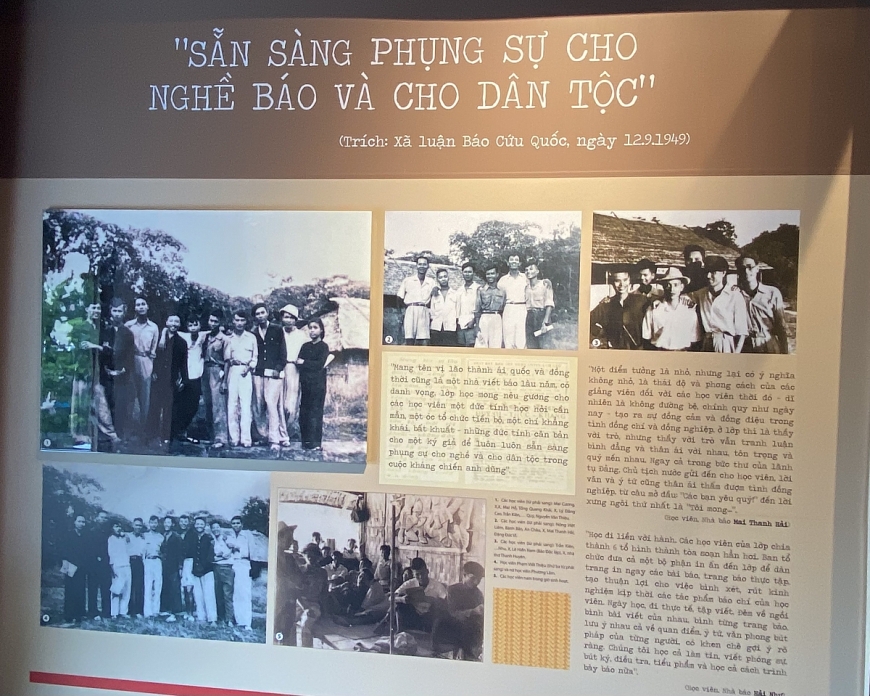 "SẴN SÀNG PHỤNG SỰ CHO
NGHỀ BÁO VÀ CHO DÂN TỘC"
(Trích: Xã luận Báo Cứu Quốc, ngày 12.9.1949)
"Mang tên vị lão thành ái quốc và đồng
thời cũng là một nhà viết báo lâu năm, có
danh vọng, lớp học mong nêu gương cho
các học viên một đức tính học hỏi cần
mẫn, một óc tổ chức tiến bộ, một chí khẳng
khái, bất khuất - những đức tính căn bản
cho một ký giả để luôn luôn sẵn sàng
phụng sự cho nghề và cho dân tộc trong
cuộc kháng chiến anh dũng".
"Một điểm tưởng là nhỏ, nhưng lại có ý nghĩa
không nhỏ, là thái độ và phong cách của các
giảng viên đối với các học viên thời đó - dĩ
nhiên là không đường bệ, chính quy như ngày
nay - tạo ra sự đồng cảm và đồng điệu trong
tình đồng chí và đồng nghiệp. Ở lớp thì là thầy
với trò, nhưng thầy với trò vẫn tranh luận
bình đẳng và thân ái với nhau, tôn trọng và
quý mến nhau. Ngay cả trong bức thư của lãnh
tụ Đảng, Chủ tịch nước gửi đến cho học viên, lời
văn và ý tứ cũng thân ái thấm đượm tình đồng
nghiệp, từ câu mở đầu "Các bạn yêu quý!" đến lời
xưng ngôi thứ nhất là "Tôi mong...".
(Học viên, Nhà báo Mai Thanh Hải)
"Học đi liền với hành. Các học viên của lớp chia
thành 6 tổ hình thành tòa soạn hẳn hoi. Ban tổ
chức đưa cả một bộ phận in ấn đến lớp để dàn
trang in ngay các bài báo, trang báo thực tập,
tạo thuận lợi cho việc bình xét, rút kinh
nghiệm kịp thời các tác phẩm báo chí của học
viên. Ngày học, đi thực tế, tập viết. Đêm về ngồi
bình bài viết của nhau, bình từng trang báo,
lưu ý nhau cả về quan điểm, ý tứ, văn phong bút
pháp của từng người, có khen chê gợi ý rõ
ràng. Chúng tôi học cả làm tin, viết phóng sự,
bút ký, điều tra, tiểu phẩm và học cả cách trình
bày báo nữa".
(Học viên, Nhà báo Hải Như)